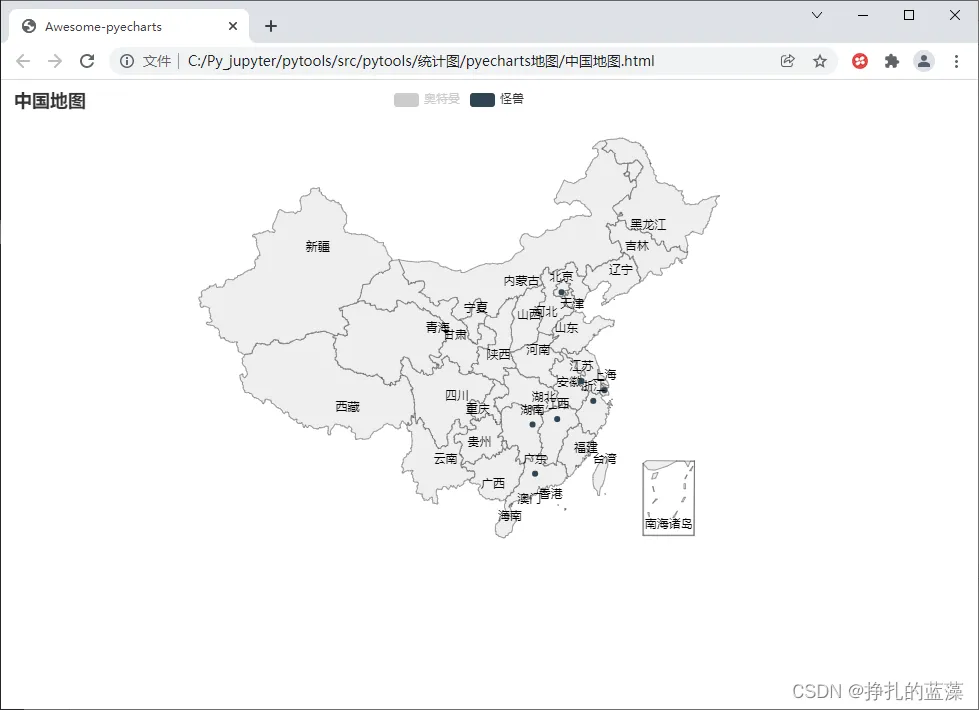 Awesome-pyecharts
文件 C:/Py_jupyter/pytools/src/pytools/统计图/pyecharts地图/中国地图.html
中国地图
奥特曼 怪兽
黑龙江
新疆
吉林
辽宁
内蒙古
北京
天津
宁夏
山西
河北
青海
甘肃
山东
陕西
河南
江苏
上海
安徽
浙江
四川
湖北
重庆
西藏
湖南
江西
贵州
福建
云南
广东
台湾
广西
澳门
香港
海南
南海诸岛
CSDN @挣扎的蓝藻